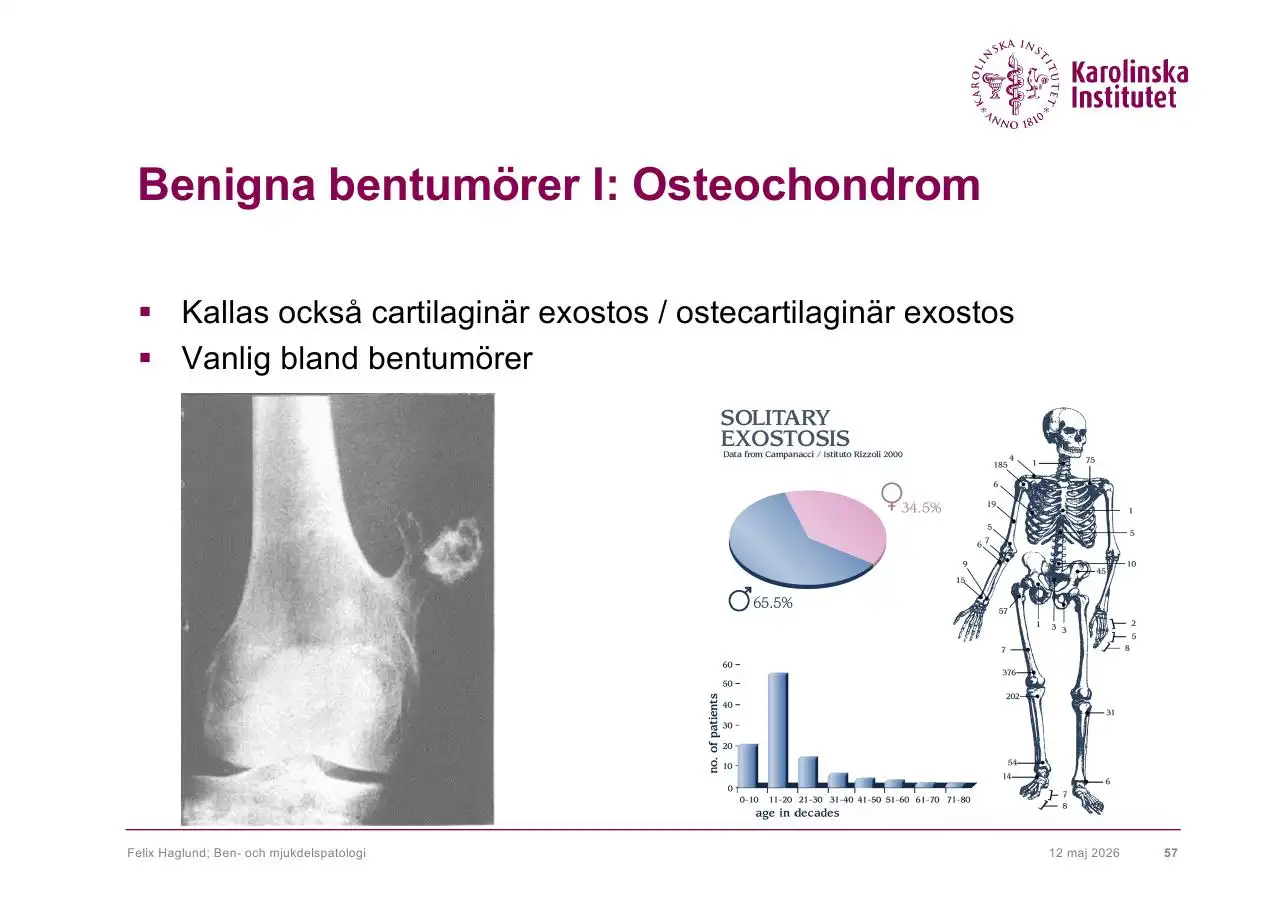 KAROLINSKA INSTITUTET
ANNO 1810
Karolinska
Institutet
Benigna bentumörer I: Osteochondrom
Kallas också cartilaginär exostos / ostecartilaginär exostos
Vanlig bland bentumörer
SOLITARY
EXOSTOSIS
Data from Campanacci / Istituto Rizzoli 2000
34.5%
65.5%
no. of patients
60
50
40
30
20
10
0
0-10 11-20 21-30 31-40 41-50 51-60 61-70 71-80
age in decades
4
1
75
185
6
19
1
5
5
7
6
10
9
45
15
57
1
3
3
2
5
8
7
376
202
31
54
14
6
7
8
Felix Haglund; Ben- och mjukdelspatologi
12 maj 2026
57